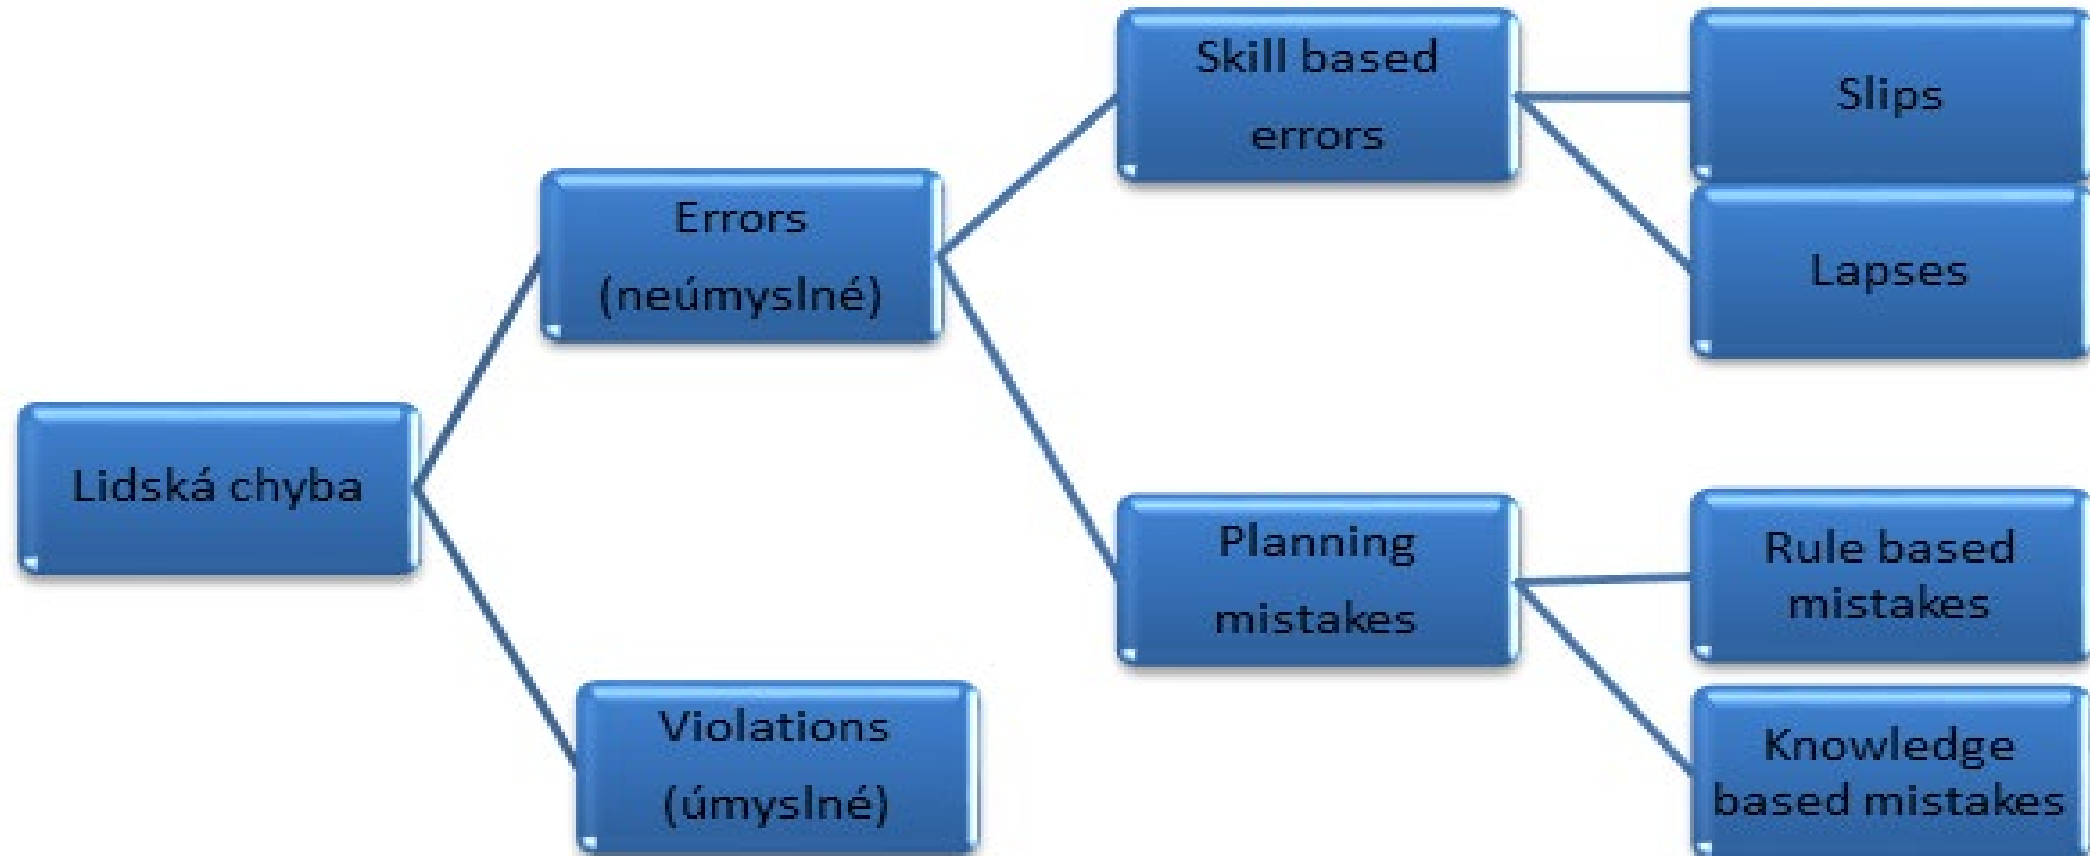 Lidská chyba
Errors
(neúmyslné)
Violations
(úmyslné)
Skill based
errors
Planning
mistakes
Slips
Lapses
Rule based
mistakes
Knowledge
based mistakes